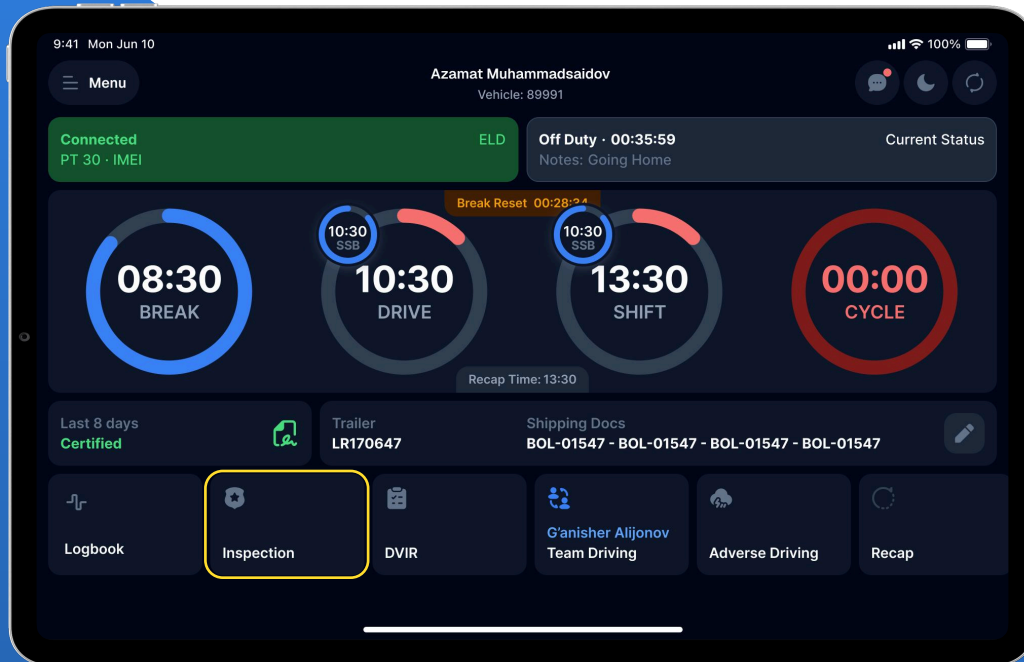 9:41 Mon Jun 10
100%
Menu
Azamat Muhammadsaidov
Vehicle: 89991
Connected
ELD
PT 30 · IMEI
Off Duty · 00:35:59
Current Status
Notes: Going Home
Break Reset 00:28:34
08:30
BREAK
10:30
SSB
10:30
DRIVE
10:30
SSB
13:30
SHIFT
00:00
CYCLE
Recap Time: 13:30
Last 8 days
Certified
Trailer
LR170647
Shipping Docs
BOL-01547 - BOL-01547 - BOL-01547 - BOL-01547
Logbook
Inspection
DVIR
G'anisher Alijonov
Team Driving
Adverse Driving
Recap